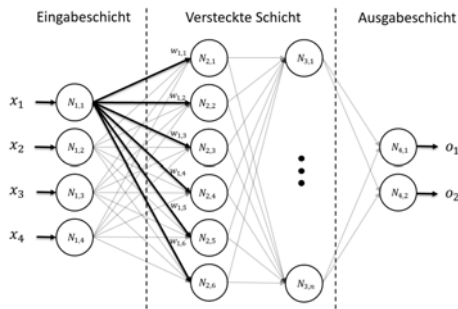 Eingabeschicht Versteckte Schicht Ausgabeschicht
x₁ N₁,₁ w₁,₁ w₁,₂ w₁,₃ w₁,₄ w₁,₅ w₁,₆ N₂,₁ N₃,₁
x₂ N₁,₂ N₂,₂
x₃ N₁,₃ N₂,₃ N₄,₁ o₁
x₄ N₁,₄ N₂,₄ N₄,₂ o₂
N₂,₅
N₂,₆ N₃,ₙ